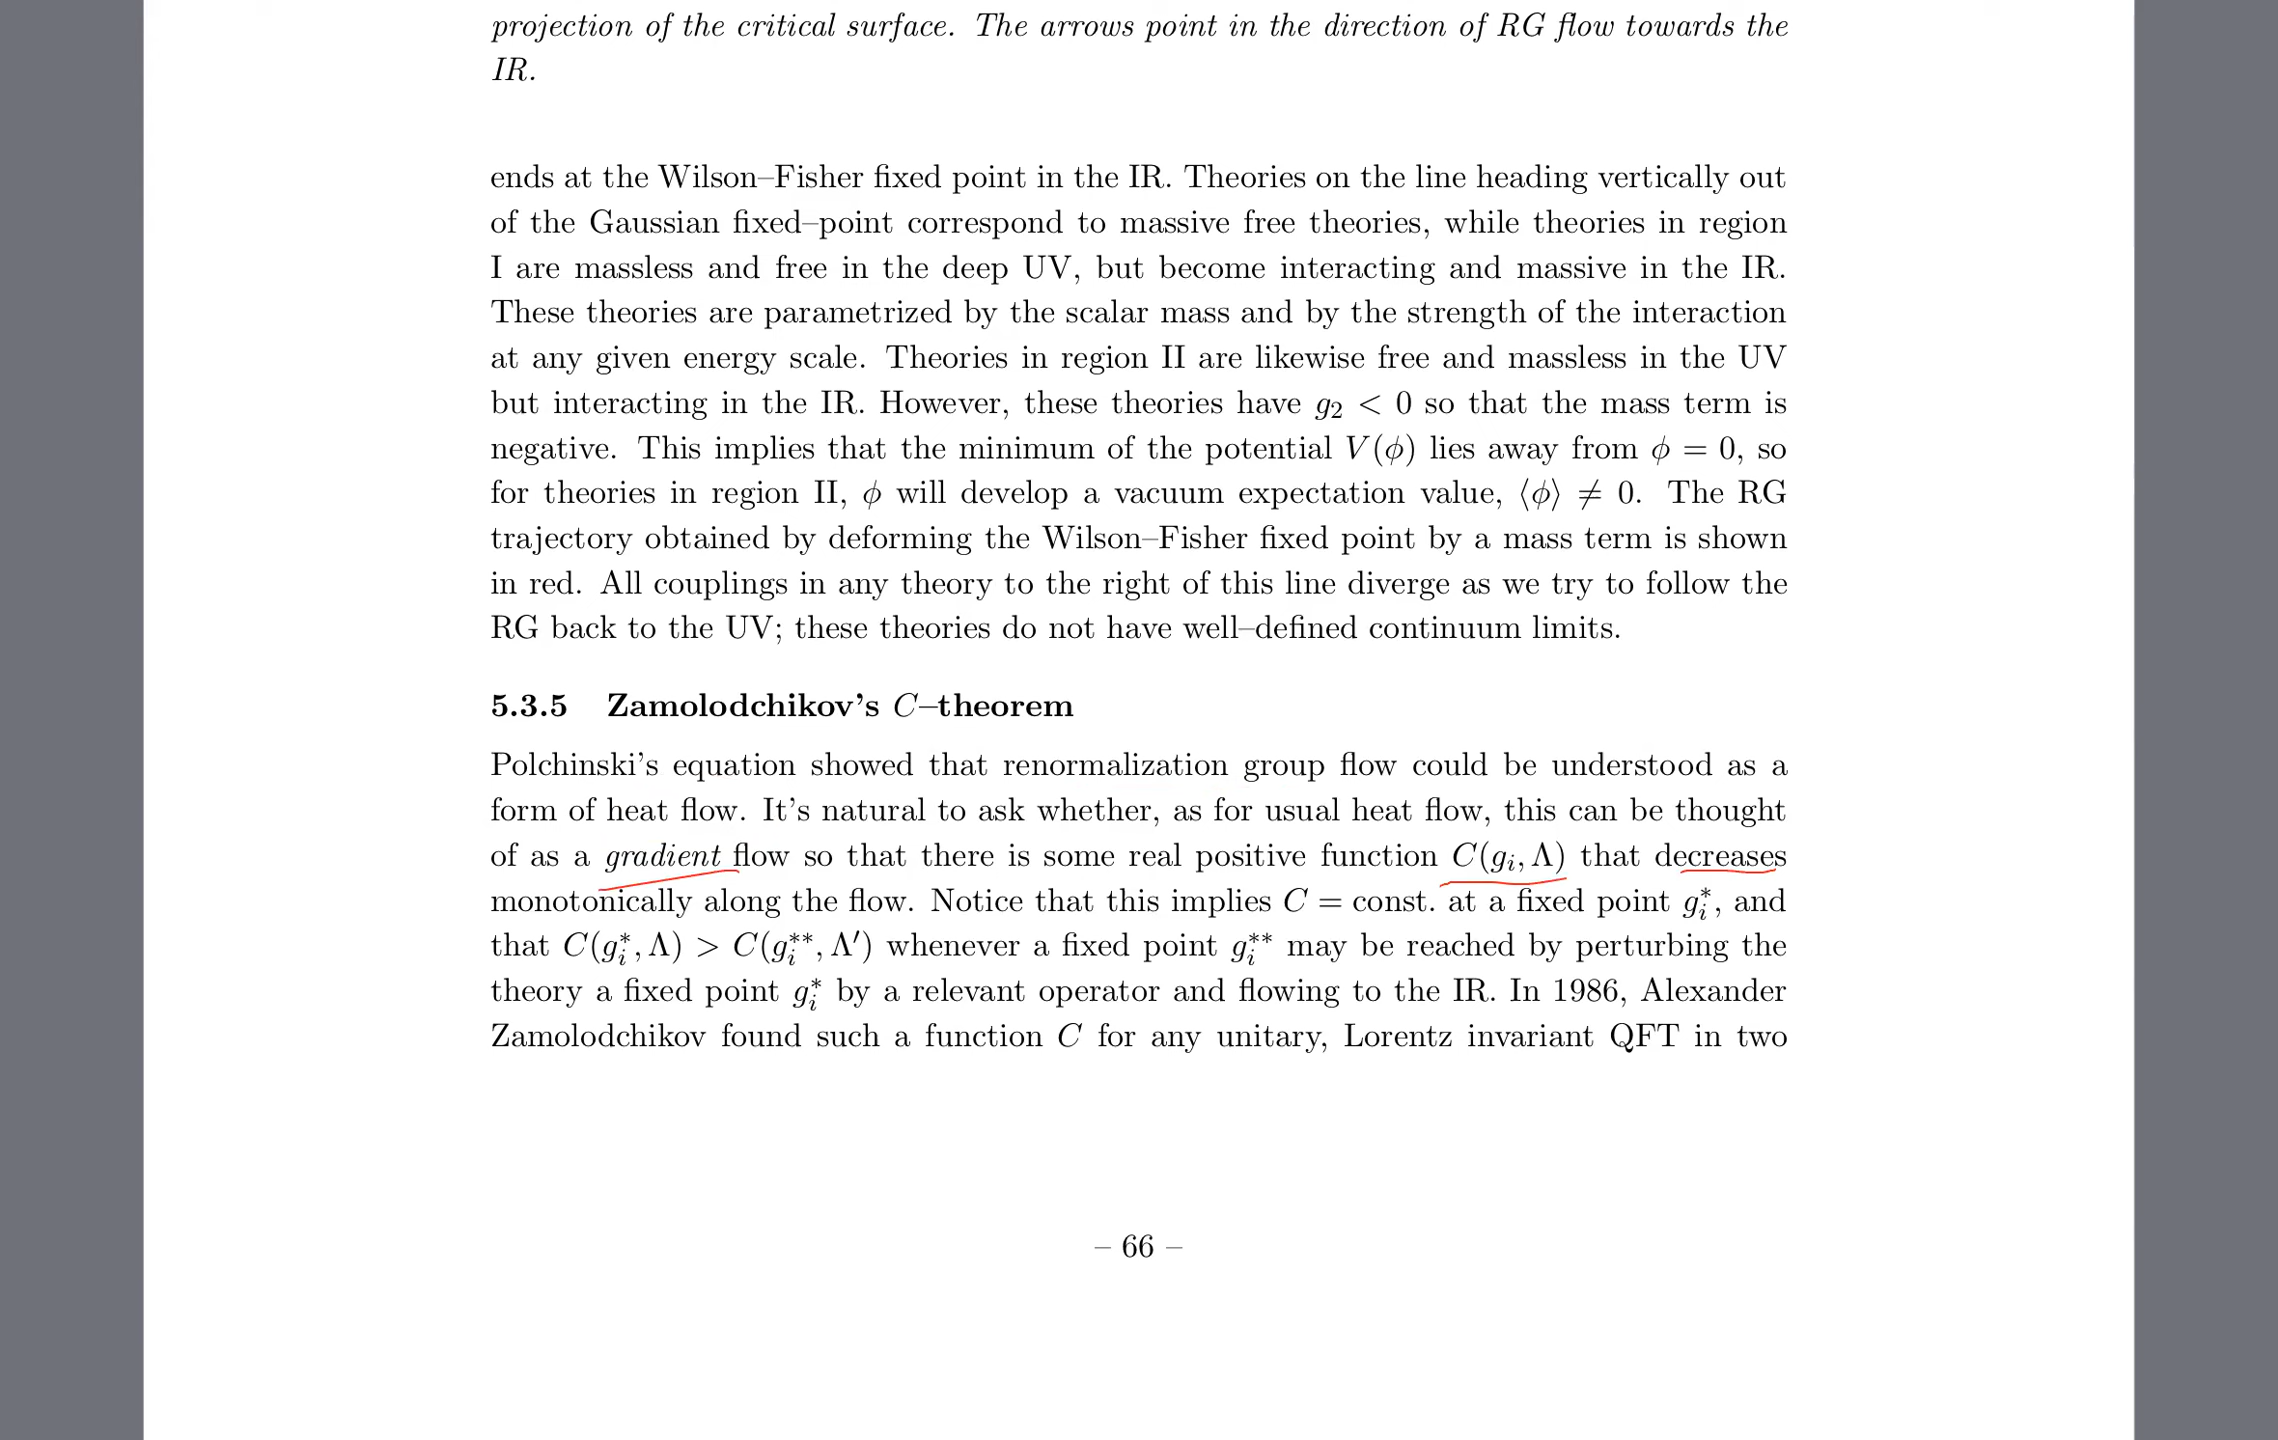 projection of the critical surface. The arrows point in the direction of RG flow towards the
IR.
ends at the Wilson–Fisher fixed point in the IR. Theories on the line heading vertically out
of the Gaussian fixed–point correspond to massive free theories, while theories in region
I are massless and free in the deep UV, but become interacting and massive in the IR.
These theories are parametrized by the scalar mass and by the strength of the interaction
at any given energy scale. Theories in region II are likewise free and massless in the UV
but interacting in the IR. However, these theories have g₂ < 0 so that the mass term is
negative. This implies that the minimum of the potential V(ϕ) lies away from ϕ = 0, so
for theories in region II, ϕ will develop a vacuum expectation value, ⟨ϕ⟩ ≠ 0. The RG
trajectory obtained by deforming the Wilson–Fisher fixed point by a mass term is shown
in red. All couplings in any theory to the right of this line diverge as we try to follow the
RG back to the UV; these theories do not have well–defined continuum limits.
5.3.5 Zamolodchikov's C–theorem
Polchinski's equation showed that renormalization group flow could be understood as a
form of heat flow. It's natural to ask whether, as for usual heat flow, this can be thought
of as a gradient flow so that there is some real positive function C(gᵢ, Λ) that decreases
monotonically along the flow. Notice that this implies C = const. at a fixed point gᵢ*, and
that C(gᵢ*, Λ) > C(gᵢ**, Λ′) whenever a fixed point gᵢ** may be reached by perturbing the
theory a fixed point gᵢ* by a relevant operator and flowing to the IR. In 1986, Alexander
Zamolodchikov found such a function C for any unitary, Lorentz invariant QFT in two
– 66 –